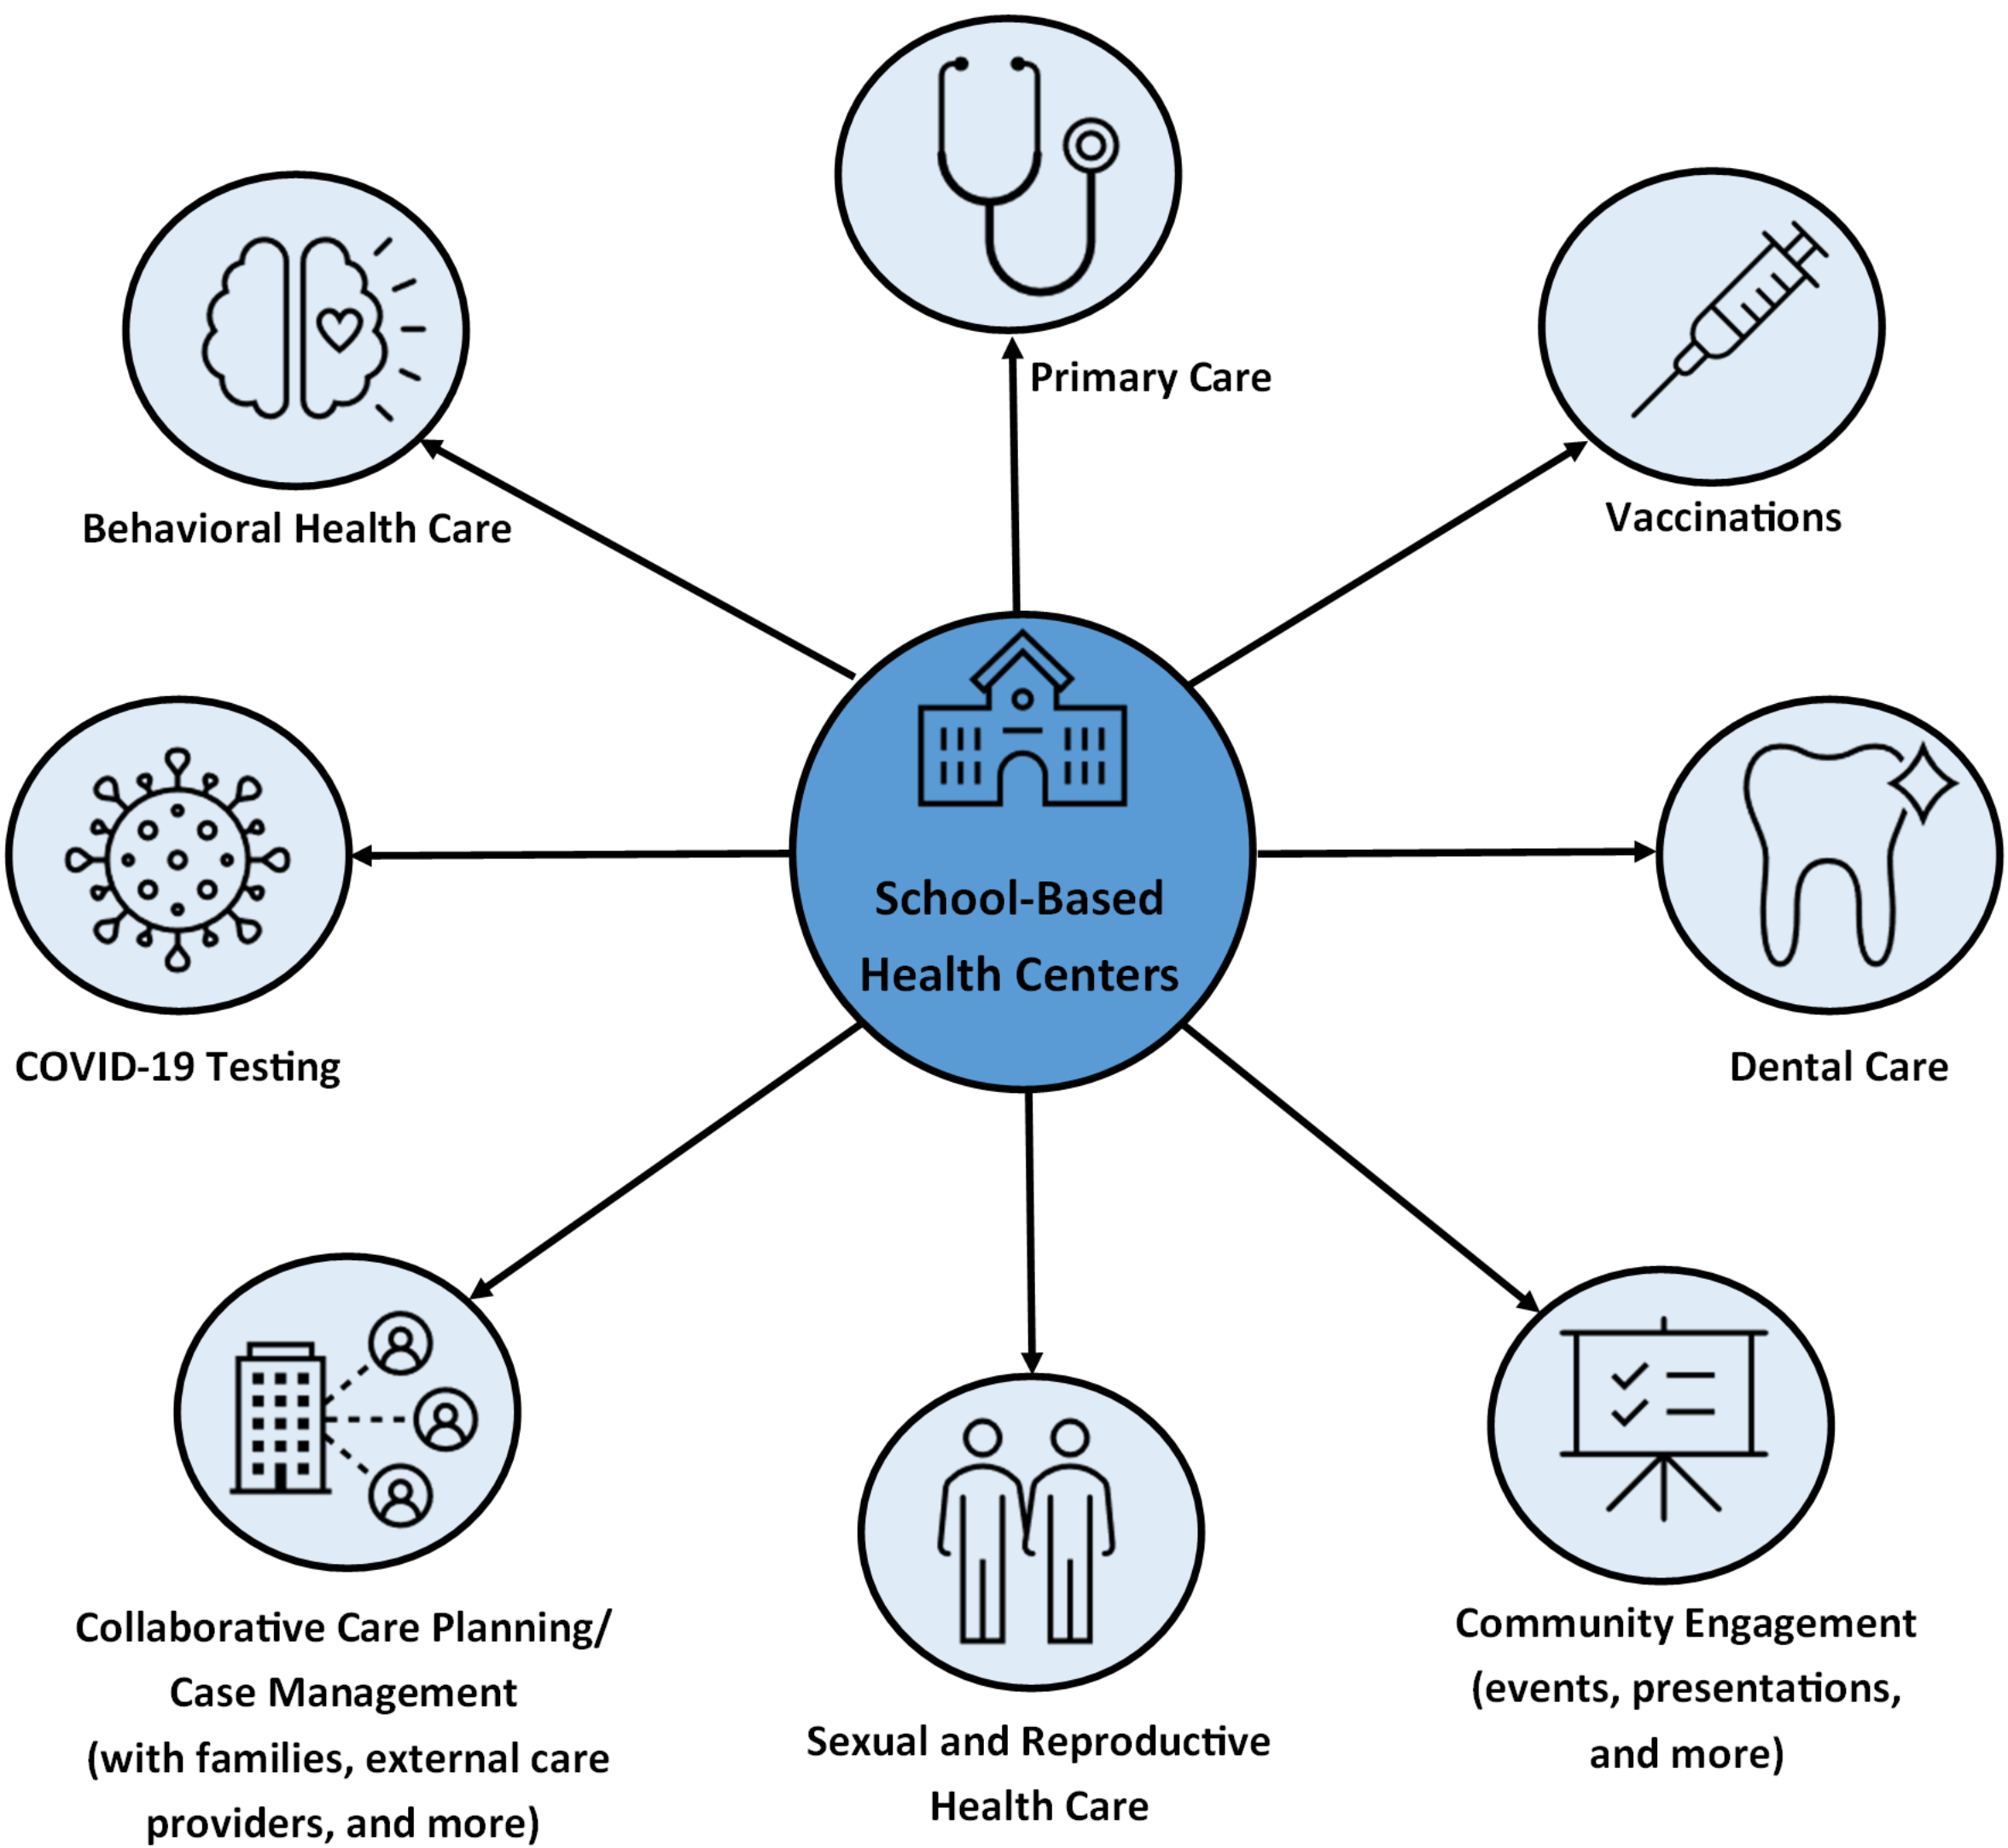 Primary Care
Behavioral Health Care
Vaccinations
School-Based
Health Centers
COVID-19 Testing
Dental Care
Collaborative Care Planning/
Case Management
(with families, external care
providers, and more)
Sexual and Reproductive
Health Care
Community Engagement
(events, presentations,
and more)